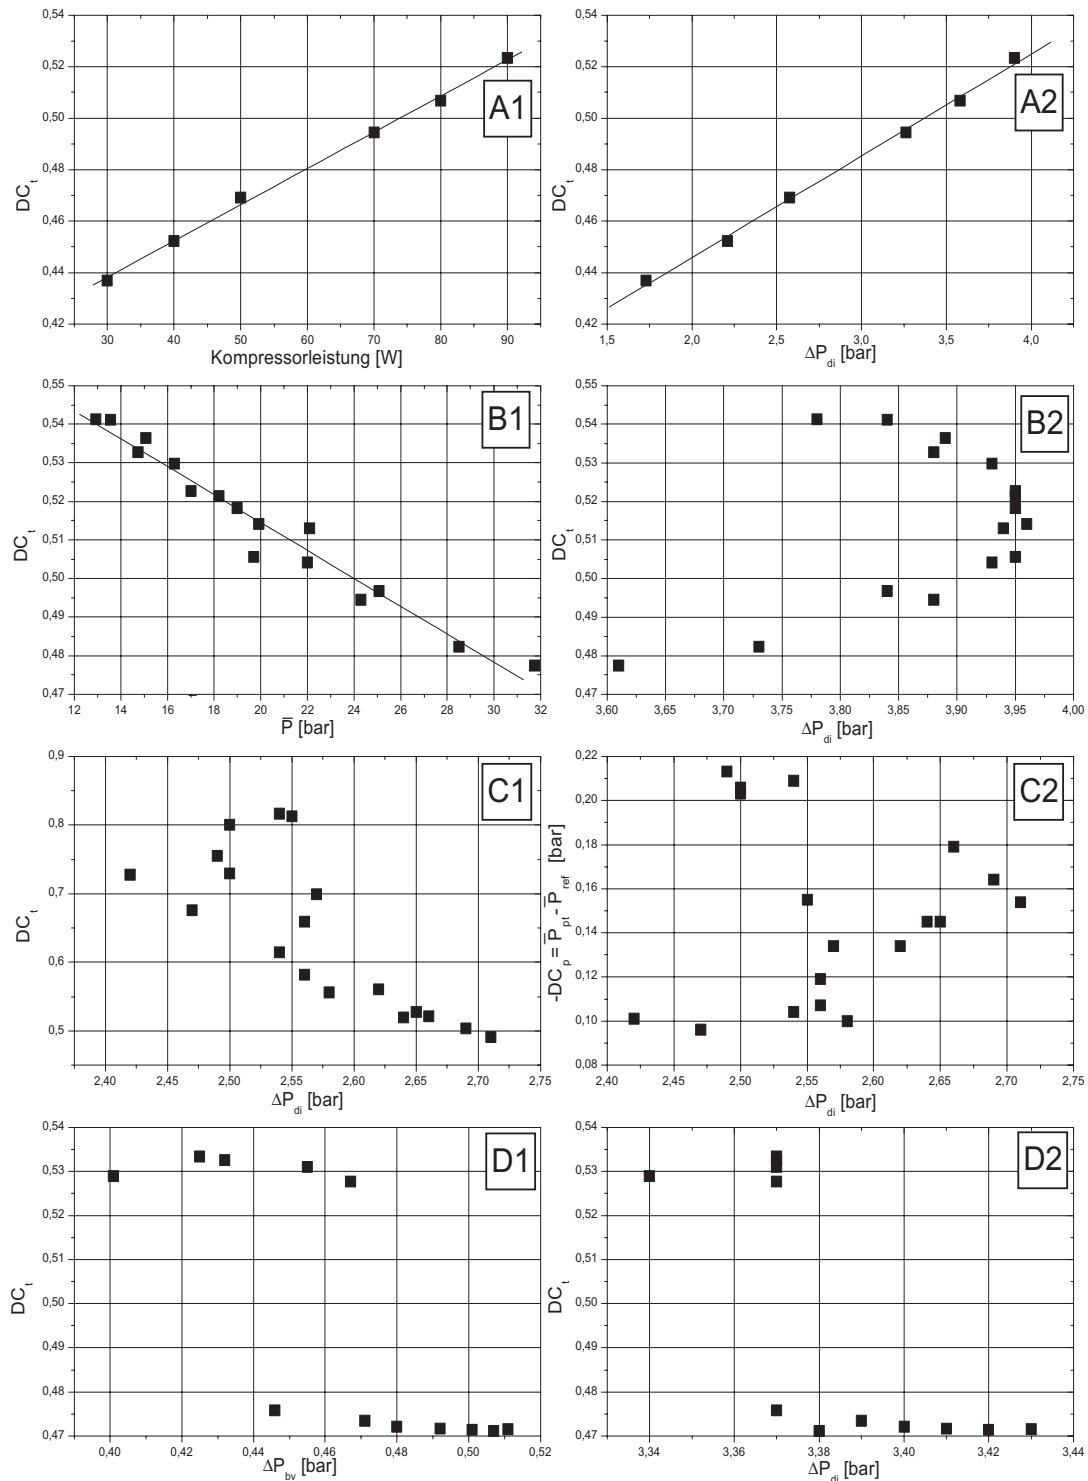 0,54
0,52
0,50
0,48
0,46
0,44
0,42
DC t
A1
30 40 50 60 70 80 90
Kompressorleistung [W]
0,54
0,52
0,50
0,48
0,46
0,44
0,42
DC t
A2
1,5 2,0 2,5 3,0 3,5 4,0
ΔP di [bar]
0,55
0,54
0,53
0,52
0,51
0,50
0,49
0,48
0,47
DC t
B1
12 14 16 18 20 22 24 26 28 30 32
P̅ [bar]
0,55
0,54
0,53
0,52
0,51
0,50
0,49
0,48
0,47
DC t
B2
3,60 3,65 3,70 3,75 3,80 3,85 3,90 3,95 4,00
ΔP di [bar]
0,9
0,8
0,7
0,6
0,5
DC t
C1
2,40 2,45 2,50 2,55 2,60 2,65 2,70 2,75
ΔP di [bar]
0,22
0,20
0,18
0,16
0,14
0,12
0,10
0,08
-DC p = P̅ pt - P̅ ref [bar]
C2
2,40 2,45 2,50 2,55 2,60 2,65 2,70 2,75
ΔP di [bar]
0,54
0,53
0,52
0,51
0,50
0,49
0,48
0,47
DC t
D1
0,40 0,42 0,44 0,46 0,48 0,50 0,52
ΔP by [bar]
0,54
0,53
0,52
0,51
0,50
0,49
0,48
0,47
DC t
D2
3,34 3,36 3,38 3,40 3,42 3,44
ΔP di [bar]